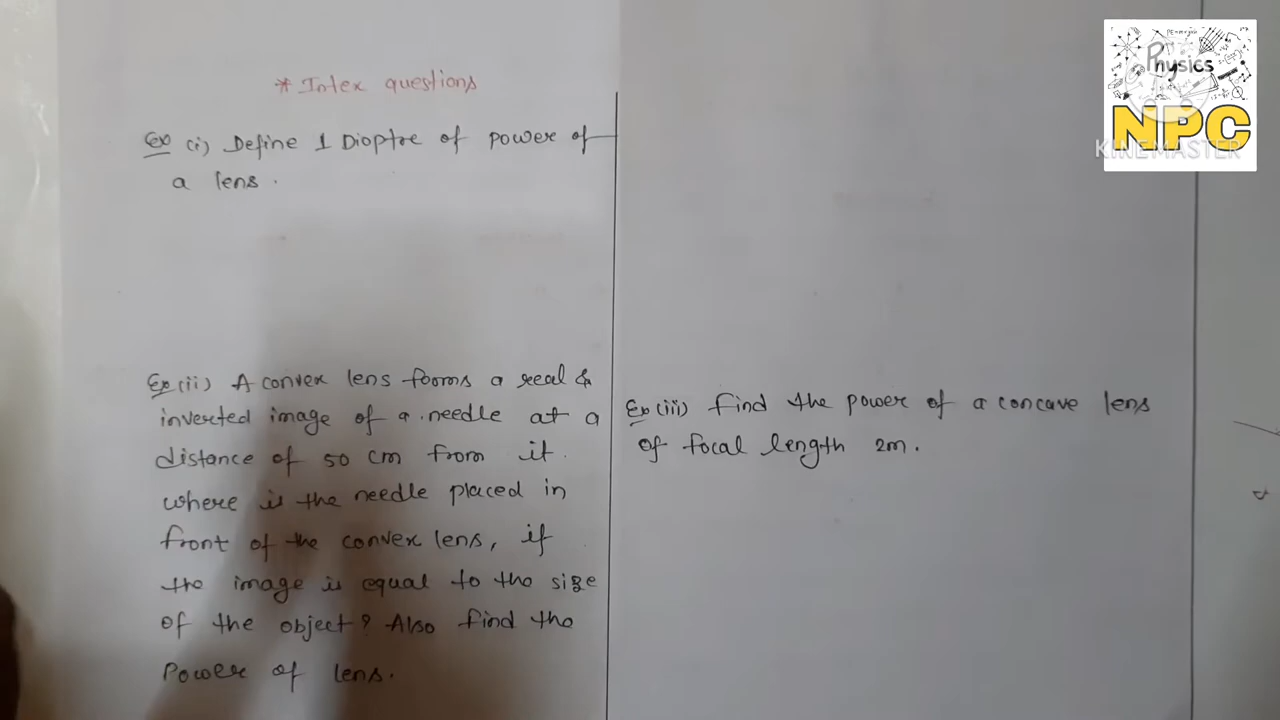 * Intex questions
Ex (i) Define 1 Dioptre of power of
a lens.
Ex (ii) A convex lens forms a real &
inverted image of a needle at a
distance of 50 cm from it.
where is the needle placed in
front of the convex lens, if
the image is equal to the size
of the object? Also find the
Power of lens.
Ex (iii) Find the power of a concave lens
of focal length 2m.
Physics
NPC
KINEMASTER